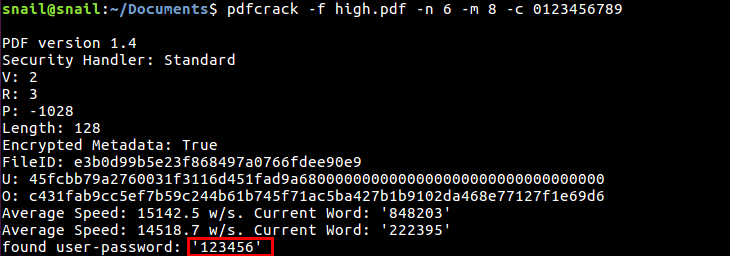 snail@snail:~/Documents$ pdfcrack -f high.pdf -n 6 -m 8 -c 0123456789
PDF version 1.4
Security Handler: Standard
V: 2
R: 3
P: -1028
Length: 128
Encrypted Metadata: True
FileID: e3b0d99b5e23f868497a0766fdee90e9
U: 45fcbb79a2760031f3116d451fad9a6800000000000000000000000000000000
O: c431fab9cc5ef7b59c244b61b745f71ac5ba427b1b9102da468e77127f1e69d6
Average Speed: 15142.5 w/s. Current Word: '848203'
Average Speed: 14518.7 w/s. Current Word: '222395'
found user-password: '123456'